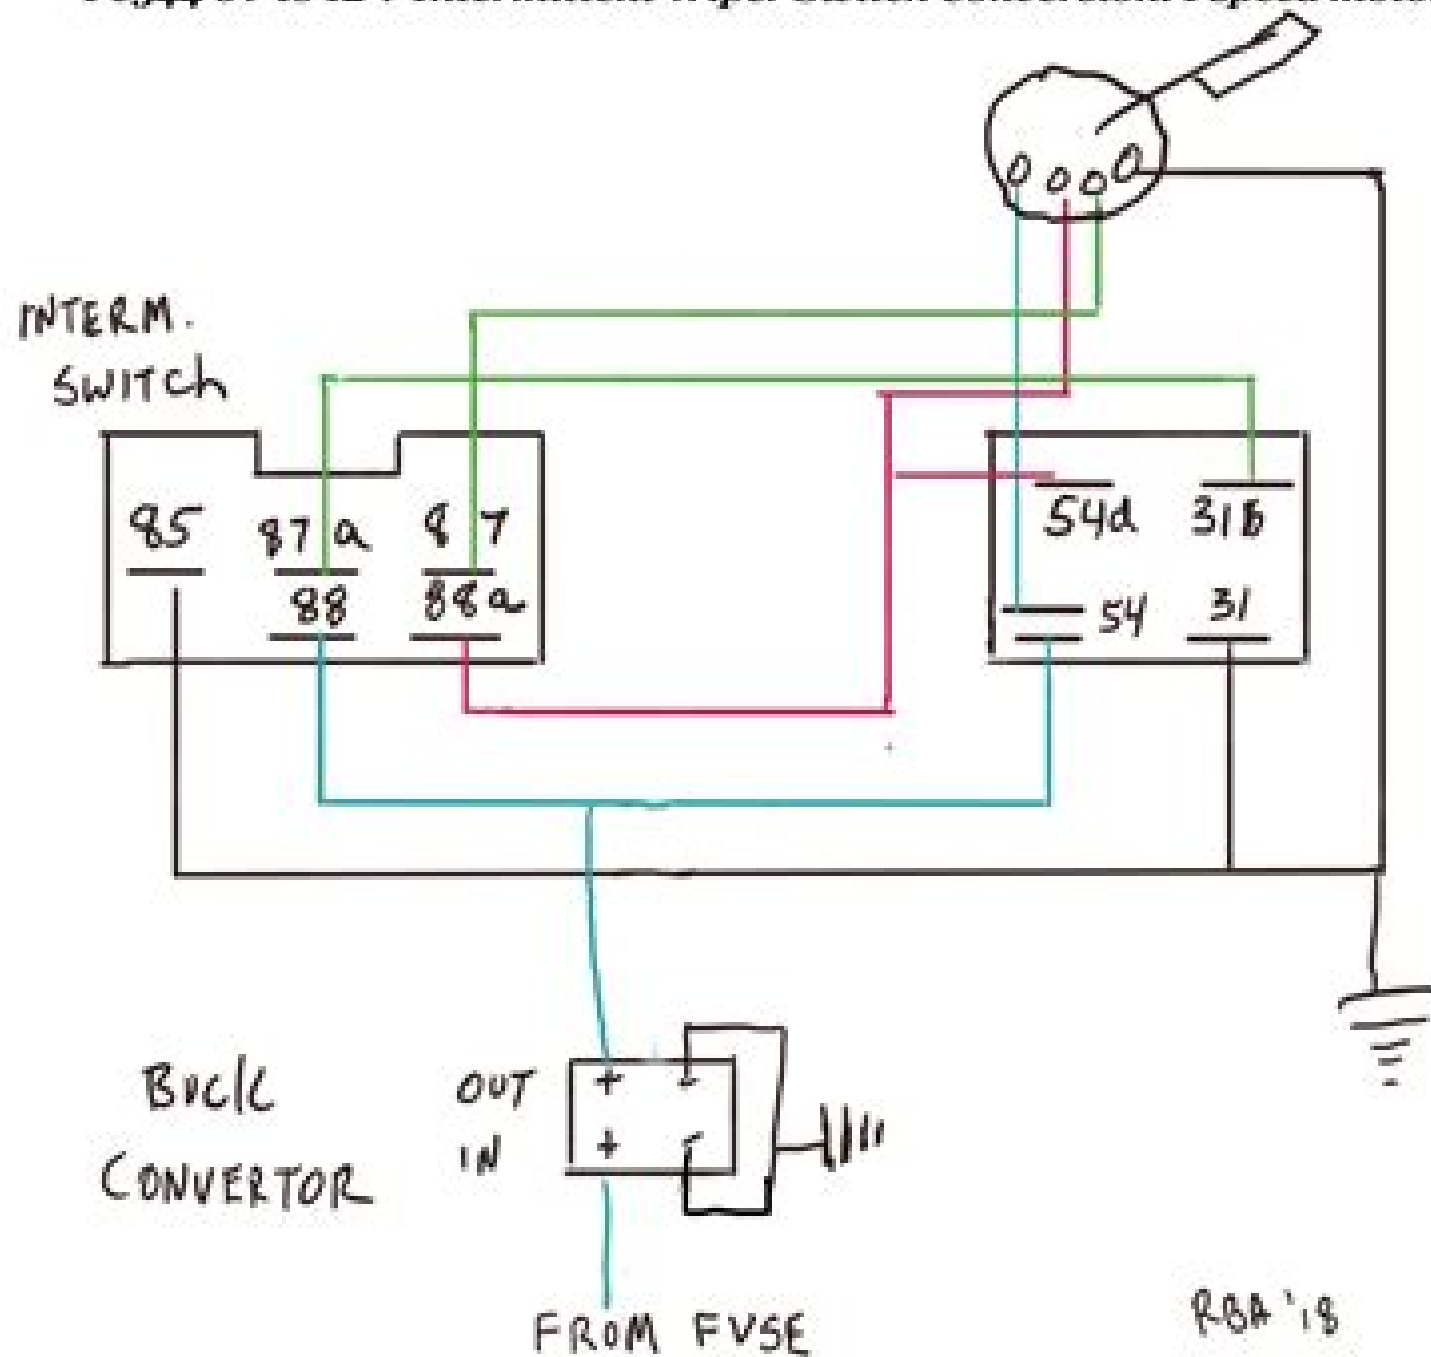 INTERM.
SWITCH
85 87a 87
88 88a
54d 31b
54 31
BUCK
CONVERTOR
OUT
IN
+ -
+ -
FROM FUSE
RBA '18